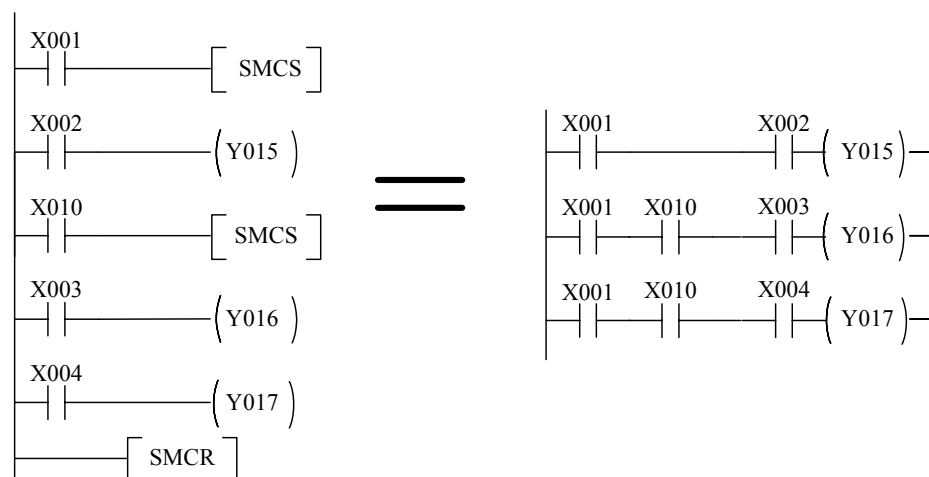 X001
SMCS
X002
Y015
X010
SMCS
X003
Y016
X004
Y017
SMCR
X001 X002
Y015
X001 X010 X003
Y016
X001 X010 X004
Y017